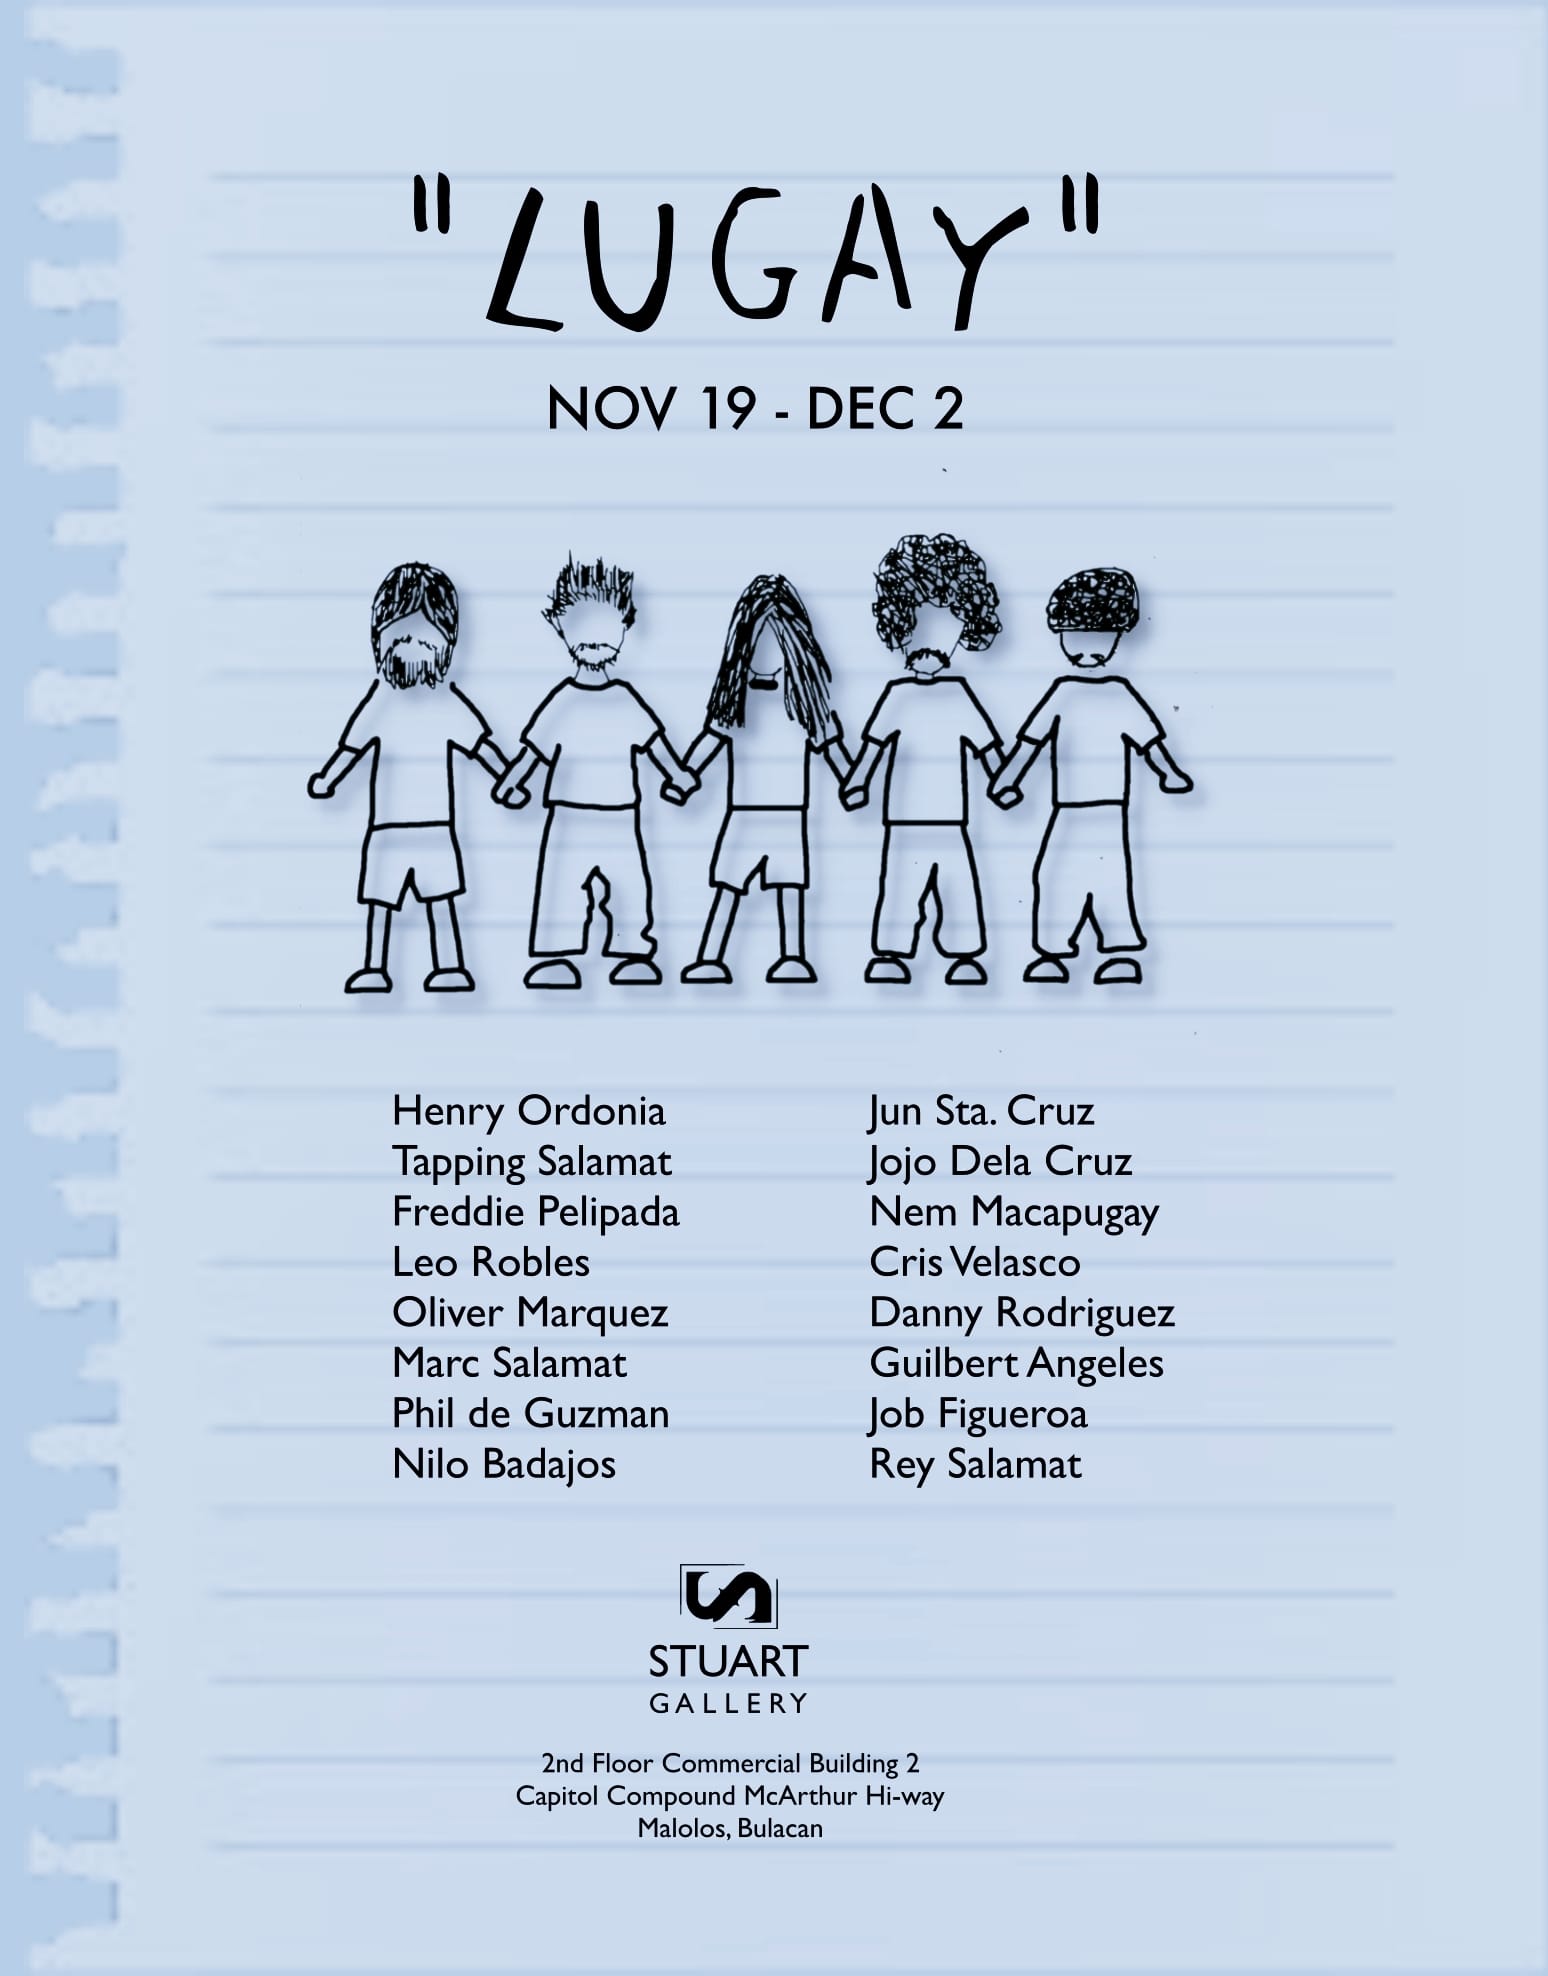 "LUGAY"
NOV 19 - DEC 2
Henry Ordonia
Tapping Salamat
Freddie Pelipada
Leo Robles
Oliver Marquez
Marc Salamat
Phil de Guzman
Nilo Badajos
Jun Sta. Cruz
Jojo Dela Cruz
Nem Macapugay
Cris Velasco
Danny Rodriguez
Guilbert Angeles
Job Figueroa
Rey Salamat
STUART
GALLERY
2nd Floor Commercial Building 2
Capitol Compound McArthur Hi-way
Malolos, Bulacan